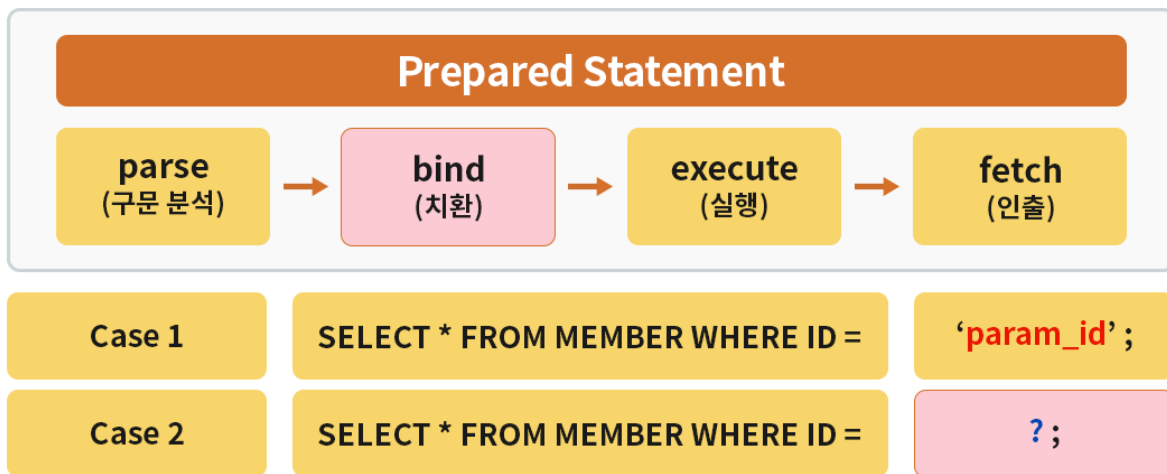 Prepared Statement
parse
(구문 분석)
bind
(치환)
execute
(실행)
fetch
(인출)
Case 1 SELECT * FROM MEMBER WHERE ID = ‘param_id’ ;
Case 2 SELECT * FROM MEMBER WHERE ID = ? ;